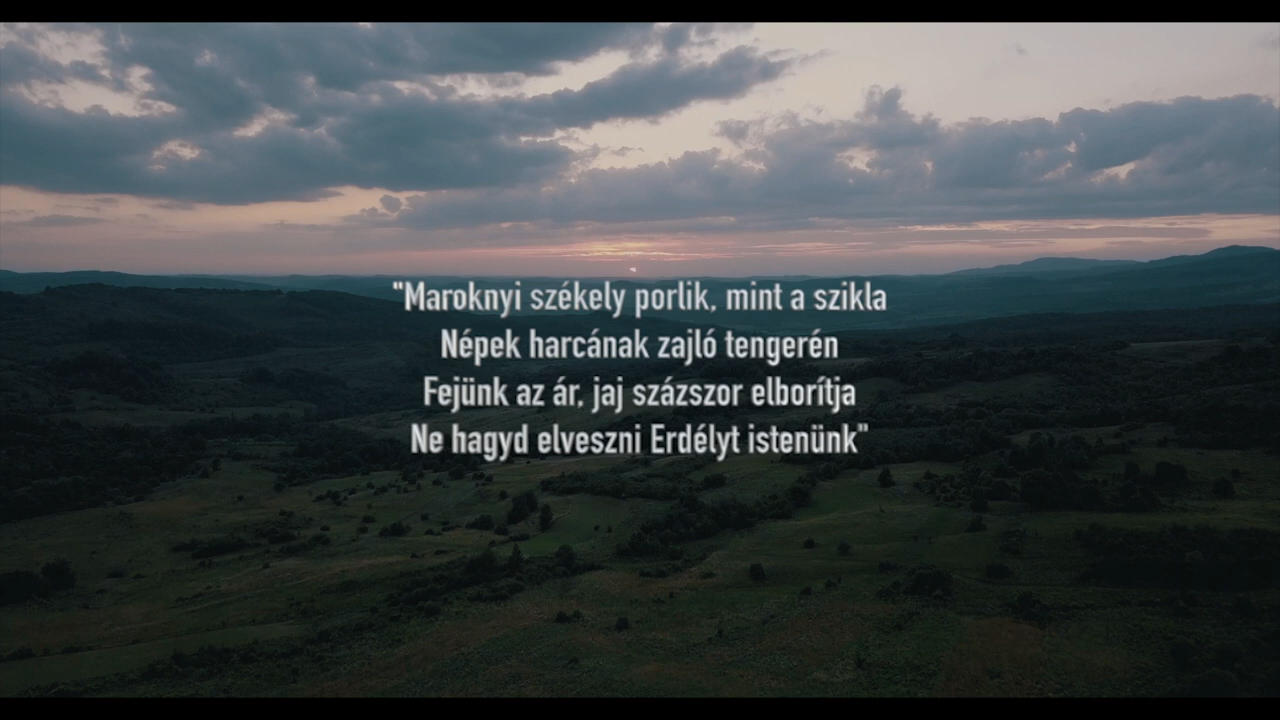 "Maroknyi székely porlik, mint a szikla
Népek harcának zajló tengerén
Fejünk az ár, jaj százszor elborítja
Ne hagyd elveszni Erdélyt istenünk"